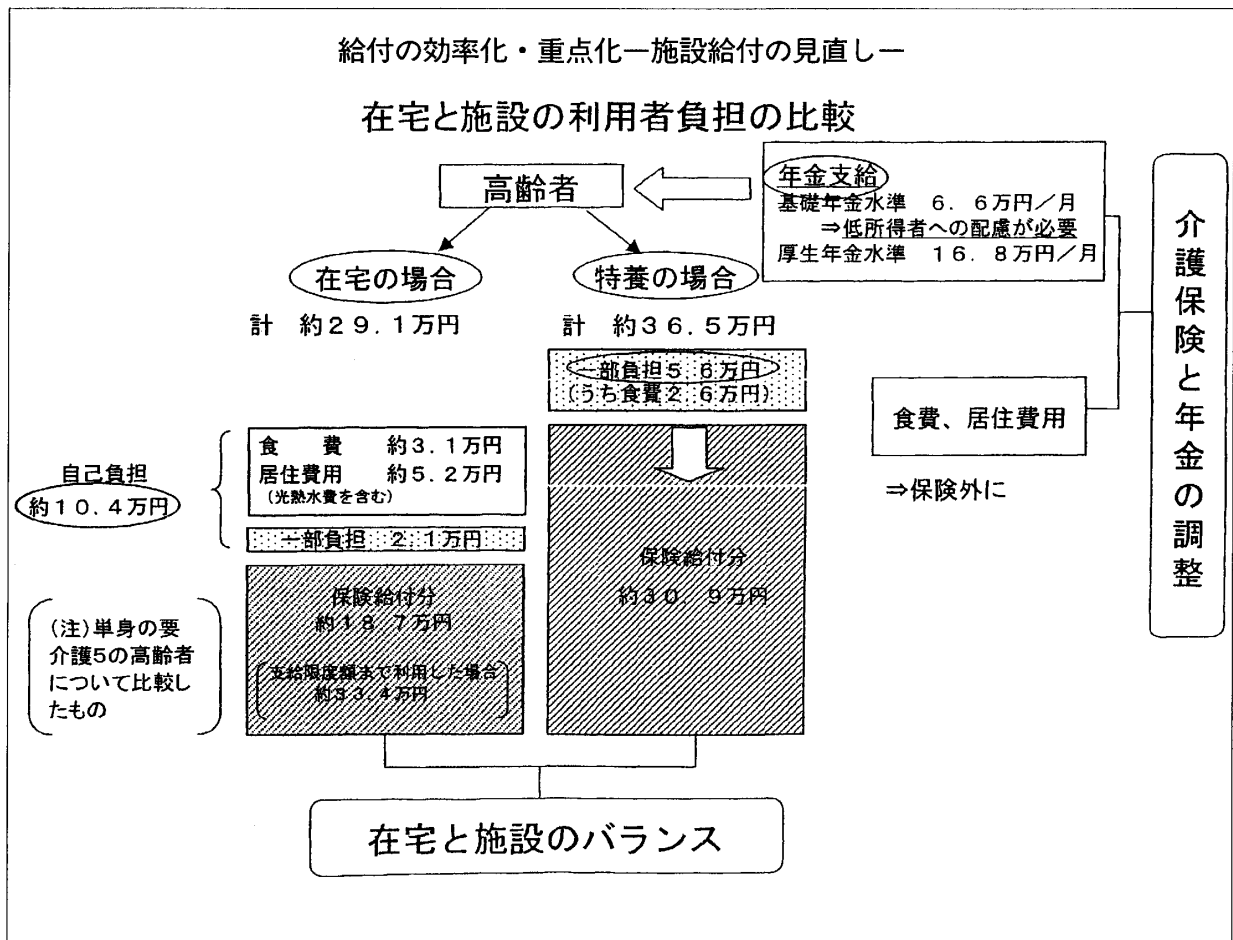 給付の効率化・重点化―施設給付の見直し―
在宅と施設の利用者負担の比較
高齢者
年金支給
基礎年金水準　６．６万円／月
⇒低所得者への配慮が必要
厚生年金水準　１６．８万円／月
在宅の場合
計　約２９．１万円
特養の場合
計　約３６．５万円
一部負担５．６万円
（うち食費２．６万円）
自己負担
約１０．４万円
食　　費　　約３．１万円
居住費用　　約５．２万円
（光熱水費を含む）
一部負担　２．１万円
保険給付分
約１８．７万円
支給限度額まで利用した場合
約３３．４万円
保険給付分
約３０．９万円
（注）単身の要
介護５の高齢者
について比較し
たもの
食費、居住費用
⇒保険外に
介護保険と年金の調整
在宅と施設のバランス